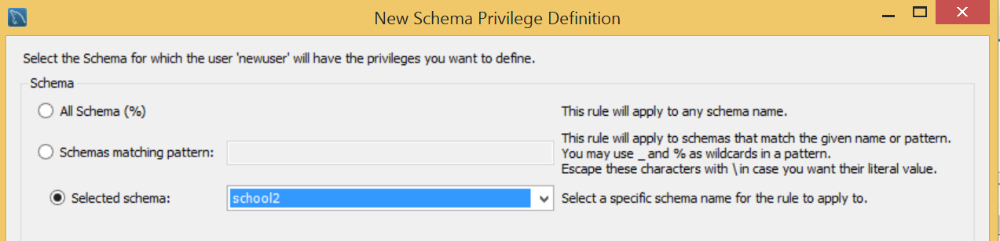 New Schema Privilege Definition
Select the Schema for which the user 'newuser' will have the privileges you want to define.
Schema
All Schema (%)
This rule will apply to any schema name.
Schemas matching pattern:
This rule will apply to schemas that match the given name or pattern.
You may use _ and % as wildcards in a pattern.
Escape these characters with \ in case you want their literal value.
Selected schema:
school2
Select a specific schema name for the rule to apply to.